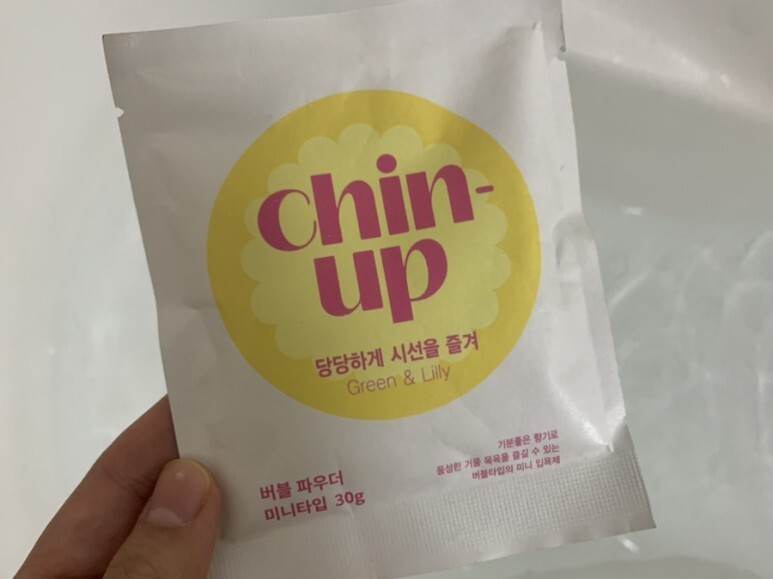 chin-
up
당당하게 시선을 즐겨
Green & Lilly
버블 파우더
미니타입 30g
기분좋은 향기로
풍성한 거품 목욕을 즐길 수 있는
버블타입의 미니 입욕제